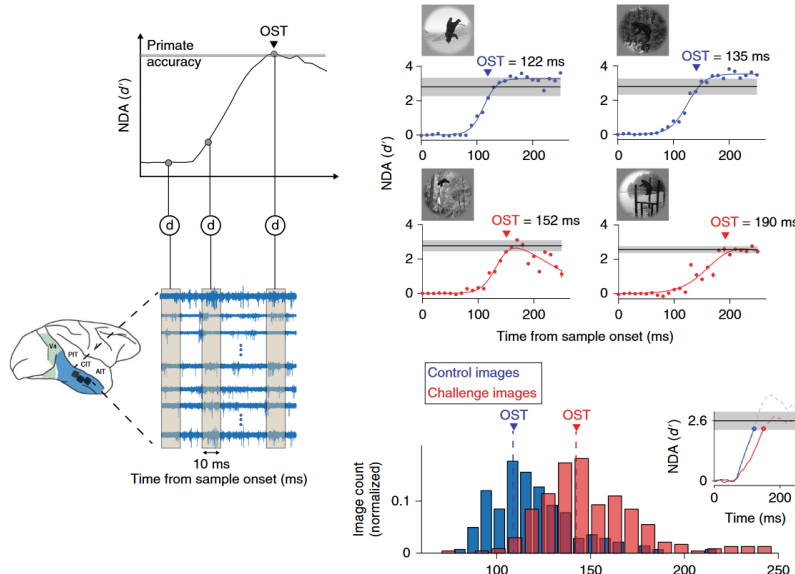 OST
Primate
accuracy
NDA (d′)
d
d
d
V4
PIT
CIT
AIT
10 ms
Time from sample onset (ms)
NDA (d′)
OST = 122 ms
4
2
0
0
100
200
OST = 135 ms
4
2
0
0
100
200
OST = 152 ms
4
2
0
0
100
200
OST = 190 ms
4
2
0
0
100
200
Time from sample onset (ms)
Control images
Challenge images
OST
OST
Image count
(normalized)
0.1
0
100
150
200
250
NDA (d′)
2.6
0
0
200
Time (ms)